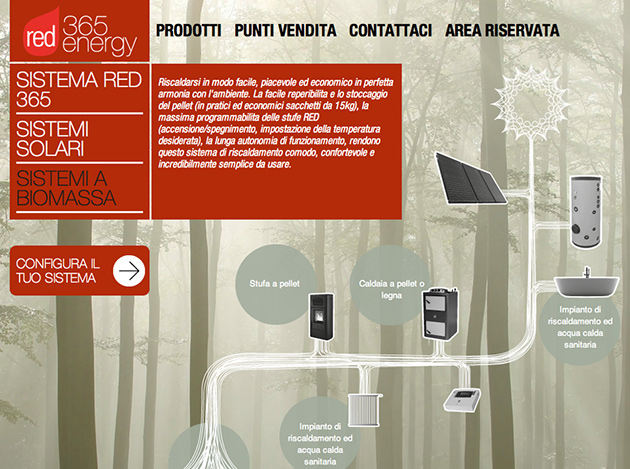 red 365
energy
PRODOTTI PUNTI VENDITA CONTATTACI AREA RISERVATA
SISTEMA RED
365
SISTEMI
SOLARI
SISTEMI A
BIOMASSA
Riscaldarsi in modo facile, piacevole ed economico in perfetta
armonia con l'ambiente. La facile reperibilita e lo stoccaggio
del pellet (in pratici ed economici sacchetti da 15kg), la
massima programmabilita delle stufe RED
(accensione/spegnimento, impostazione della temperatura
desiderata), la lunga autonomia di funzionamento, rendono
questo sistema di riscaldamento comodo, confortevole e
incredibilmente semplice da usare.
CONFIGURA IL
TUO SISTEMA
Stufa a pellet
Caldaia a pellet o
legna
Impianto di
riscaldamento ed
acqua calda
sanitaria
Impianto di
riscaldamento ed
acqua calda
sanitaria